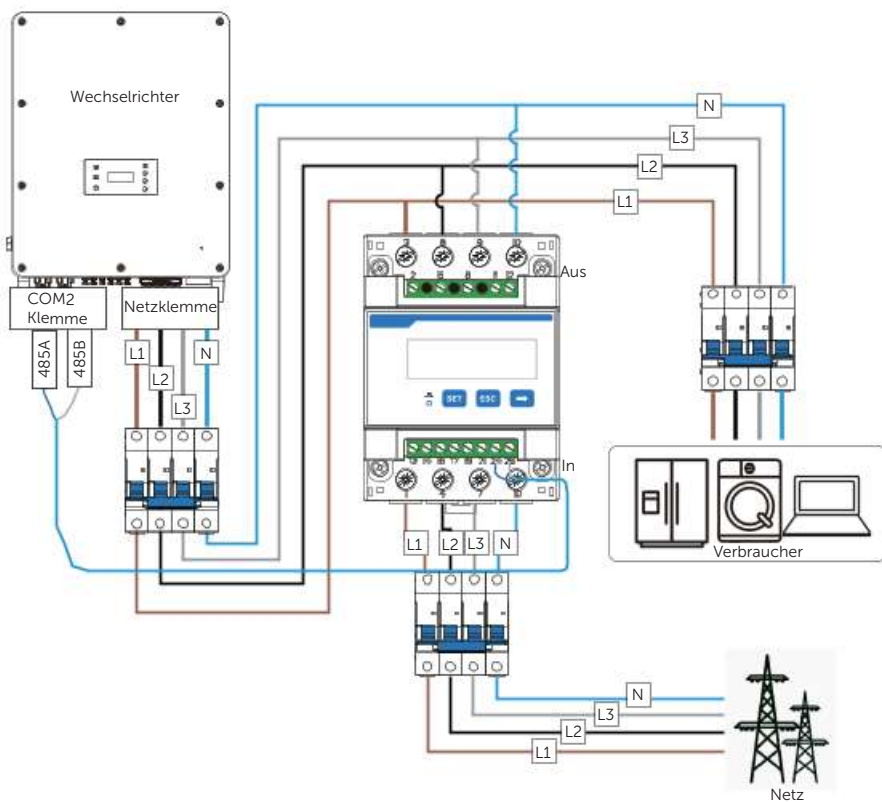 Wechselrichter
N
L3
L2
L1
Aus
COM2
Klemme
Netzklemme
485A
485B
L1
L2
L3
N
SET
ESC
In
L1
L2
L3
N
Verbraucher
N
L3
L2
L1
Netz